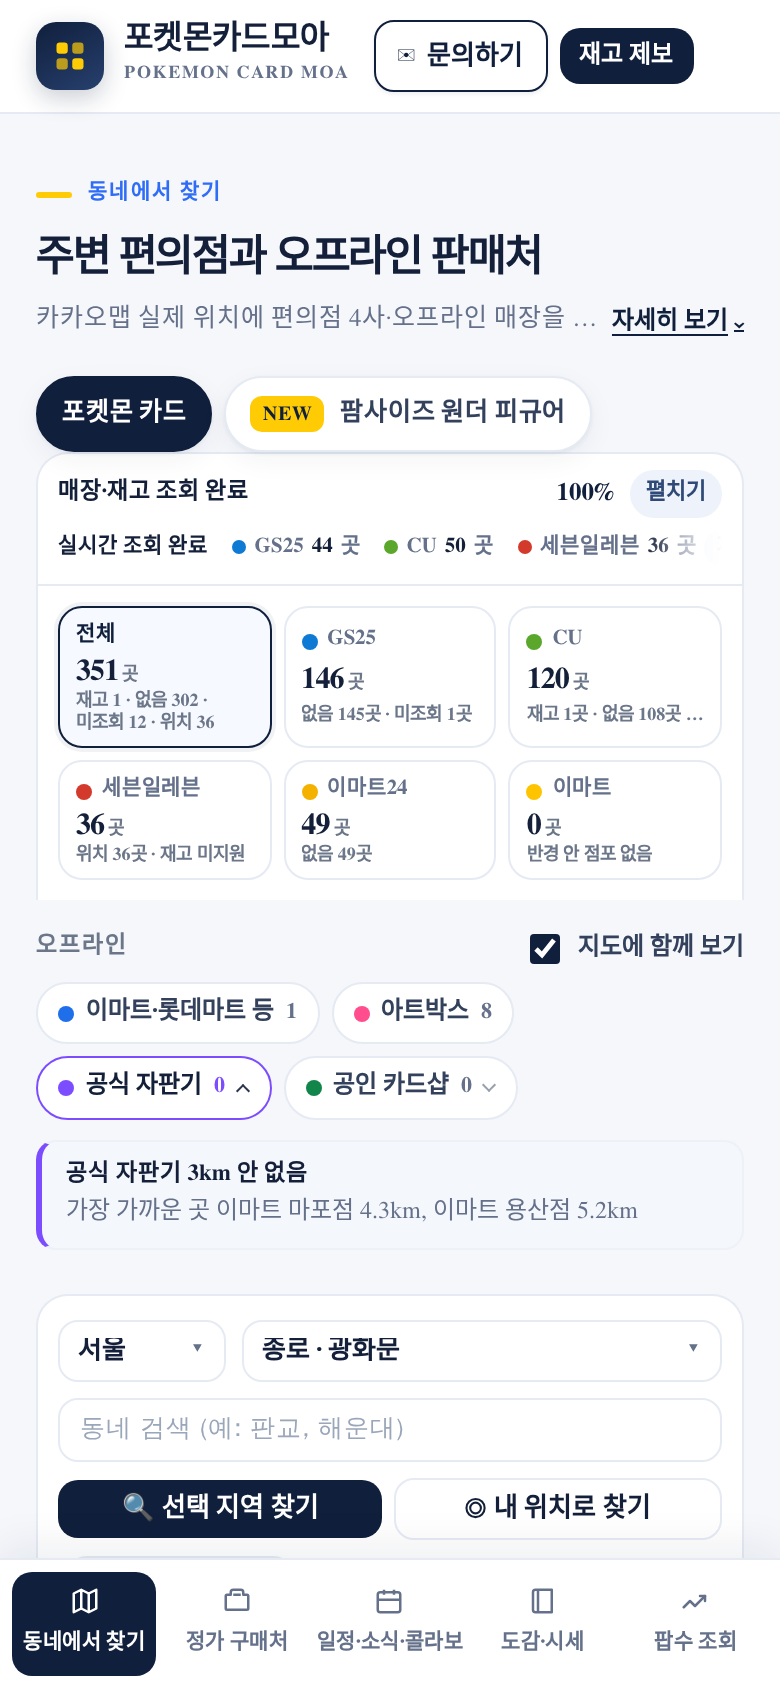 포켓몬카드모아
POKEMON CARD MOA
문의하기
재고 제보
동네에서 찾기
주변 편의점과 오프라인 판매처
카카오맵 실제 위치에 편의점 4사·오프라인 매장을 … 자세히 보기
포켓몬 카드
NEW 팜사이즈 원더 피규어
매장·재고 조회 완료 100% 펼치기
실시간 조회 완료 GS25 44 곳 CU 50 곳 세븐일레븐 36 곳
전체
351곳
재고 1 · 없음 302 ·
미조회 12 · 위치 36
GS25
146곳
없음 145곳 · 미조회 1곳
CU
120곳
재고 1곳 · 없음 108곳 …
세븐일레븐
36곳
위치 36곳 · 재고 미지원
이마트24
49곳
없음 49곳
이마트
0곳
반경 안 점포 없음
오프라인 지도에 함께 보기
이마트·롯데마트 등 1 아트박스 8
공식 자판기 0 공인 카드샵 0
공식 자판기 3km 안 없음
가장 가까운 곳 이마트 마포점 4.3km, 이마트 용산점 5.2km
서울 종로 · 광화문
동네 검색 (예: 판교, 해운대)
선택 지역 찾기 ◎ 내 위치로 찾기
동네에서 찾기 정가 구매처 일정·소식·콜라보 도감·시세 팝수 조회